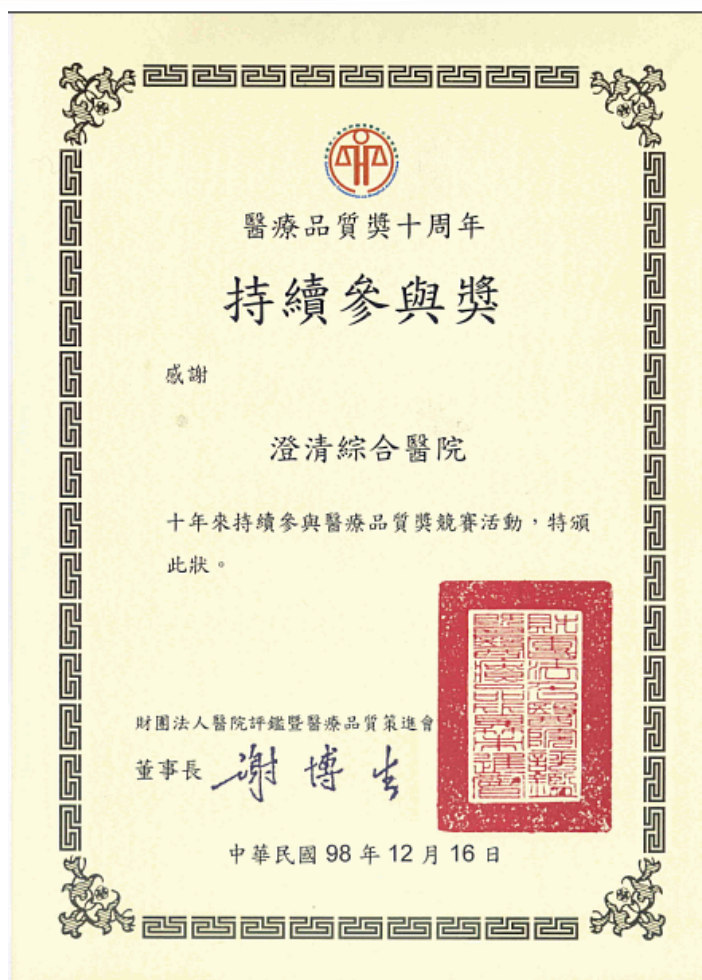 醫療品質獎十周年
持續參與獎
感謝
澄清綜合醫院
十年來持續參與醫療品質獎競賽活動，特頒
此狀。
財團法人醫院評鑑暨醫療品質策進會
董事長 謝博生
中華民國 98 年 12 月 16 日